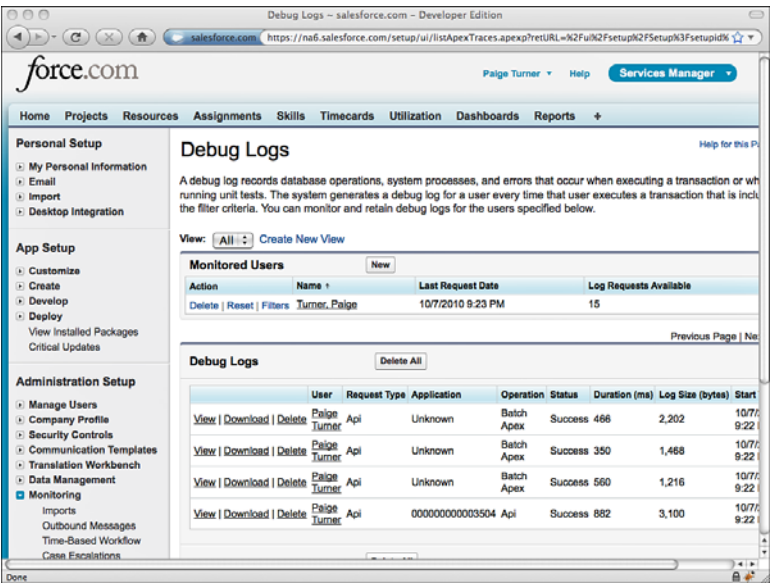 Debug Logs – salesforce.com – Developer Edition
salesforce.com https://na6.salesforce.com/setup/ui/listApexTraces.apexp?retURL=%2Fui%2Fsetup%2FSetup%3Fsetupid%
force.com
Paige Turner Help Services Manager
Home Projects Resources Assignments Skills Timecards Utilization Dashboards Reports +
Personal Setup
My Personal Information
Email
Import
Desktop Integration
App Setup
Customize
Create
Develop
Deploy
View Installed Packages
Critical Updates
Administration Setup
Manage Users
Company Profile
Security Controls
Communication Templates
Translation Workbench
Data Management
Monitoring
Imports
Outbound Messages
Time-Based Workflow
Case Escalations
Debug Logs
Help for this Pa
A debug log records database operations, system processes, and errors that occur when executing a transaction or wh
running unit tests. The system generates a debug log for a user every time that user executes a transaction that is inclu
the filter criteria. You can monitor and retain debug logs for the users specified below.
View: All Create New View
Monitored Users New
Action Name ↑ Last Request Date Log Requests Available
Delete | Reset | Filters Turner, Paige 10/7/2010 9:23 PM 15
Previous Page | Ne
Debug Logs Delete All
User Request Type Application Operation Status Duration (ms) Log Size (bytes) Start
View | Download | Delete Paige Turner Api Unknown Batch Apex Success 466 2,202 10/7/ 9:22
View | Download | Delete Paige Turner Api Unknown Batch Apex Success 350 1,468 10/7/ 9:22
View | Download | Delete Paige Turner Api Unknown Batch Apex Success 560 1,216 10/7/ 9:22
View | Download | Delete Paige Turner Api 000000000003504 Api Success 882 3,100 10/7/ 9:22
Done